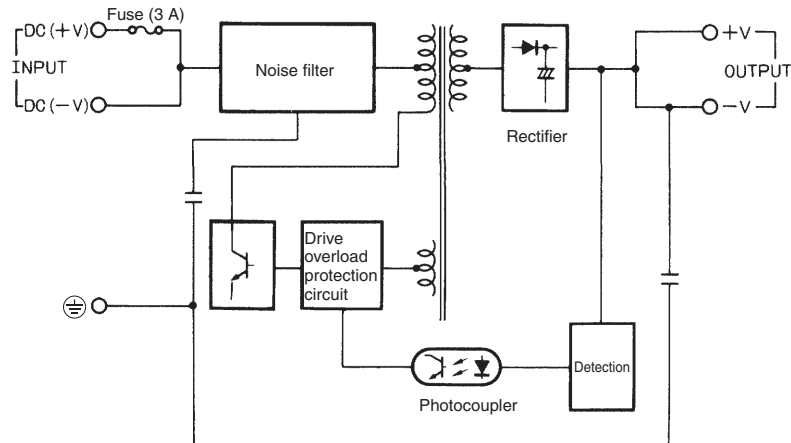 Fuse (3 A)
DC (+V)
INPUT
DC (−V)
Noise filter
Rectifier
+V
OUTPUT
−V
Drive
overload
protection
circuit
Detection
Photocoupler